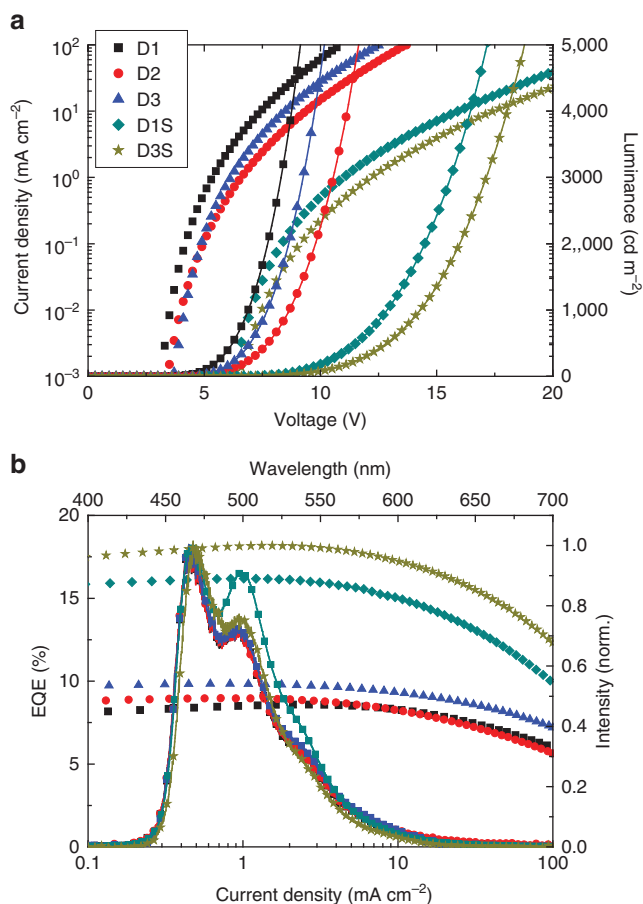 a
D1
D2
D3
D1S
D3S
10² 5,000
10¹ 4,000
10⁰ 3000
10⁻¹ 2,,000
10⁻² 1,000
10⁻³ 0
Current density (mA cm⁻²)
Luminance (cd m⁻²)
0 5 10 15 20
Voltage (V)
b
Wavelength (nm)
400 450 500 550 600 650 700
20 1.0
15 0.8
10 0.6
5 0.4
0 0.2
0.0
EQE (%)
Intensity (norm.)
0.1 1 10 100
Current density (mA cm⁻²)